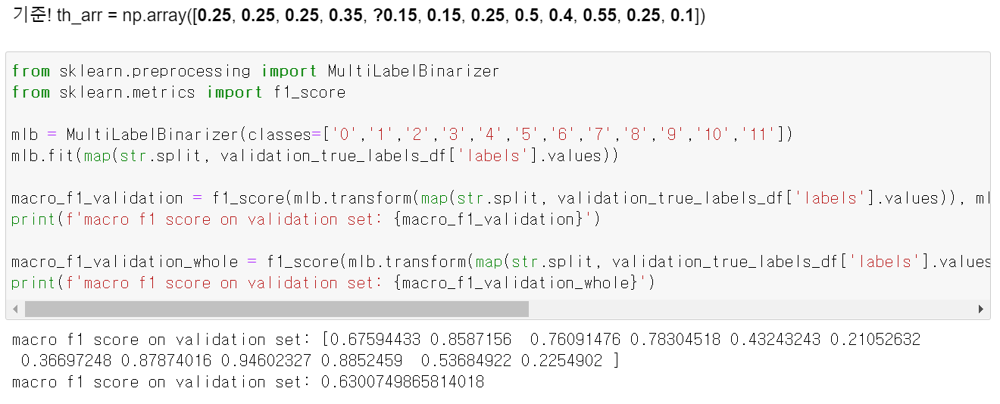 기준! th_arr = np.array([0.25, 0.25, 0.25, 0.35, ?0.15, 0.15, 0.25, 0.5, 0.4, 0.55, 0.25, 0.1])
from sklearn.preprocessing import MultiLabelBinarizer
from sklearn.metrics import f1_score
mlb = MultiLabelBinarizer(classes=['0','1','2','3','4','5','6','7','8','9','10','11'])
mlb.fit(map(str.split, validation_true_labels_df['labels'].values))
macro_f1_validation = f1_score(mlb.transform(map(str.split, validation_true_labels_df['labels'].values)), ml
print(f'macro f1 score on validation set: {macro_f1_validation}')
macro_f1_validation_whole = f1_score(mlb.transform(map(str.split, validation_true_labels_df['labels'].values
print(f'macro f1 score on validation set: {macro_f1_validation_whole}')
macro f1 score on validation set: [0.67594433 0.8587156  0.76091476 0.78304518 0.43243243 0.21052632
 0.36697248 0.87874016 0.94602327 0.8852459  0.53684922 0.2254902 ]
macro f1 score on validation set: 0.6300749865814018